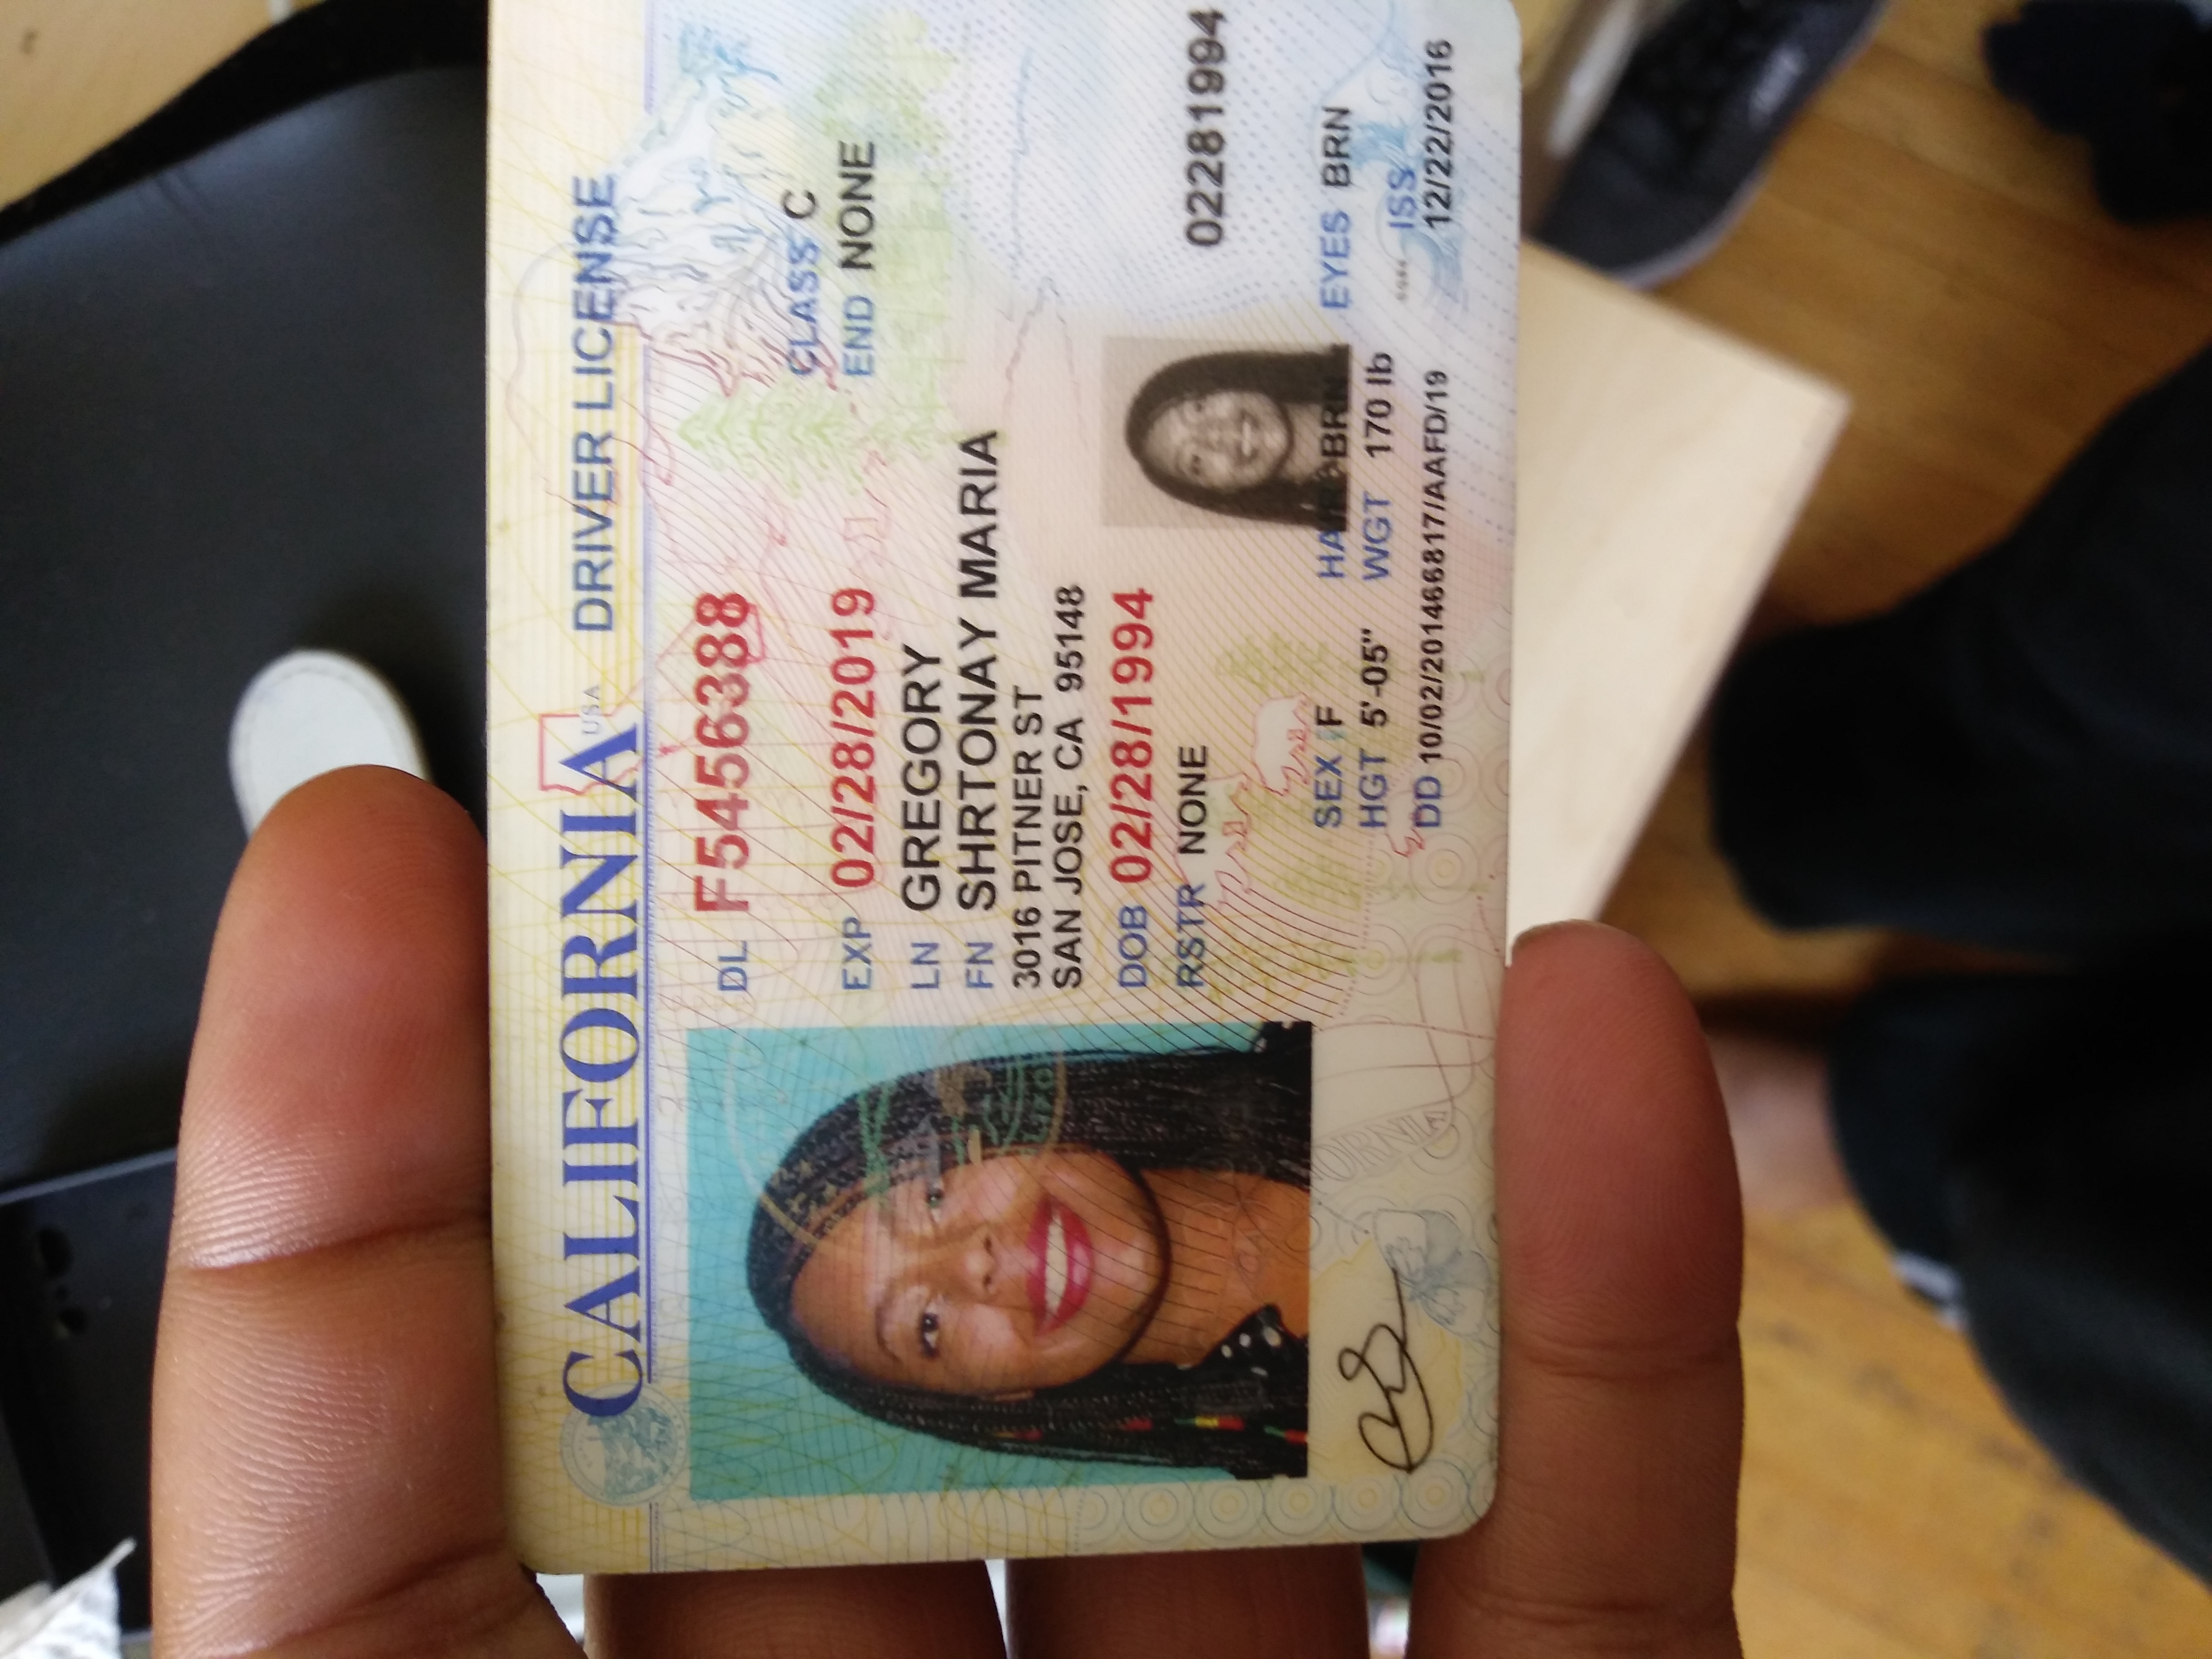 CALIFORNIA USA DRIVER LICENSE
DL F5456388
CLASS C
EXP 02/28/2019
END NONE
LN GREGORY
FN SHRTONAY MARIA
3016 PITNER ST
SAN JOSE, CA 95148
DOB 02/28/1994
RSTR NONE
02281994
SEX F HAIR BRN EYES BRN
HGT 5'-05" WGT 170 lb
ISS
DD 10/02/201466817/AAFD/19
12/22/2016